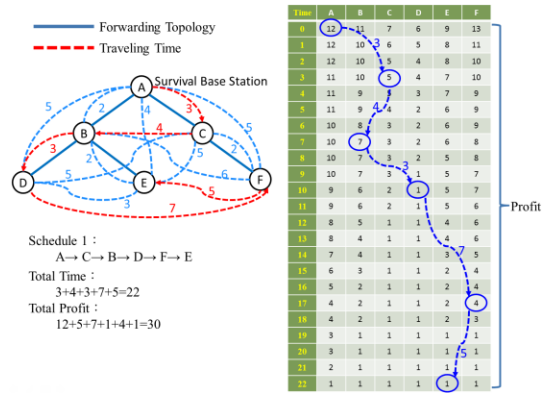 Forwarding Topology
Traveling Time
Survival Base Station
A
B
C
D
E
F
5
2
4
3
5
5
4
3
2
5
6
5
3
5
7
Schedule 1：
A→ C→ B→ D→ F→ E
Total Time：
3+4+3+7+5=22
Total Profit：
12+5+7+1+4+1=30
Time A B C D E F
0 12 11 7 6 9 13
1 12 10 6 5 8 11
2 12 10 5 4 8 10
3 11 10 5 4 7 10
4 11 9 3 7 9
5 11 9 4 2 6 9
6 10 8 3 2 6 9
7 10 7 3 2 6 8
8 10 7 3 2 5 8
9 10 7 3 1 5 7
10 9 6 2 1 5 7
11 9 6 2 1 5 6
12 8 5 1 1 4 6
13 8 4 1 1 4 6
14 7 4 1 1 3 5
15 6 3 1 1 2 4
16 5 2 1 1 2 4
17 4 2 1 1 2 4
18 4 2 1 1 2 3
19 3 1 1 1 1 1
20 3 1 1 1 1 1
21 2 1 1 1 1 1
22 1 1 1 1 1 1
3
4
3
7
5
Profit